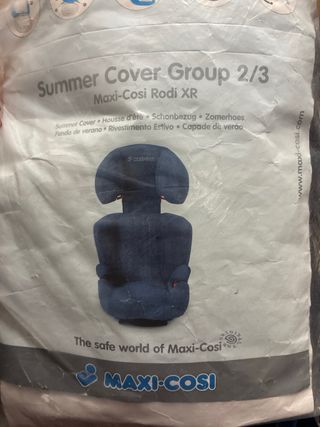 Summer Cover Group 2/3
Maxi-Cosi Rodi XR
Summer Cover • Housse d'été • Schonbezug • Zomerhoes
Funda de verano • Rivestimento Estivo • Capade de verão
www.maxi-cosi.com
The safe world of Maxi-Cosi
MAXI-COSI